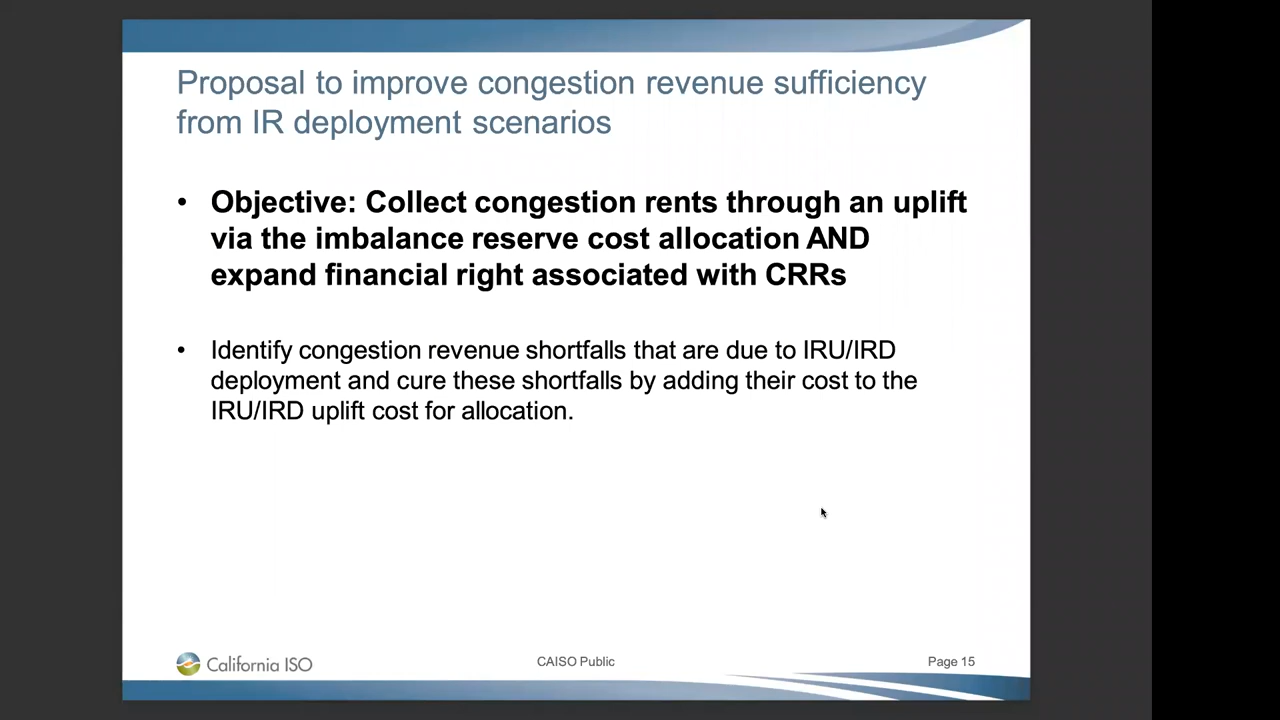 Proposal to improve congestion revenue sufficiency
from IR deployment scenarios
• Objective: Collect congestion rents through an uplift
via the imbalance reserve cost allocation AND
expand financial right associated with CRRs
• Identify congestion revenue shortfalls that are due to IRU/IRD
deployment and cure these shortfalls by adding their cost to the
IRU/IRD uplift cost for allocation.
California ISO
CAISO Public
Page 15